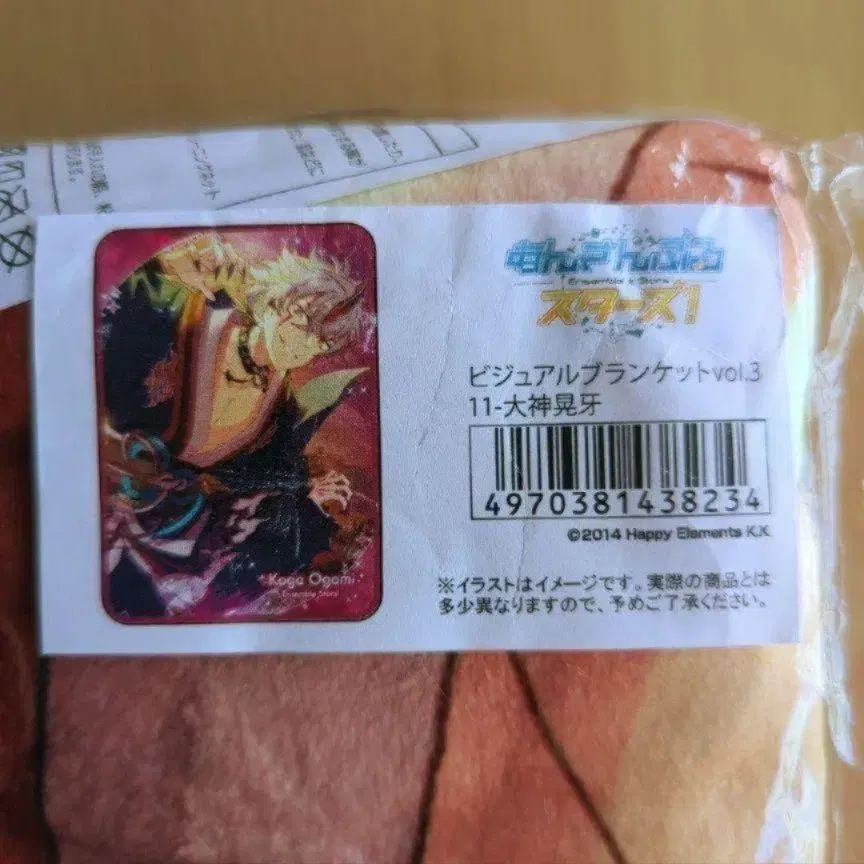 あんさんぶる
Ensemble Stars
スターズ!
ビジュアルブランケットvol.3
11-大神晃牙
4970381438234
©2014 Happy Elements K.K
Koga Ogami
Ensemble Stars!
※イラストはイメージです。実際の商品とは
多少異なりますので、予めご了承ください。